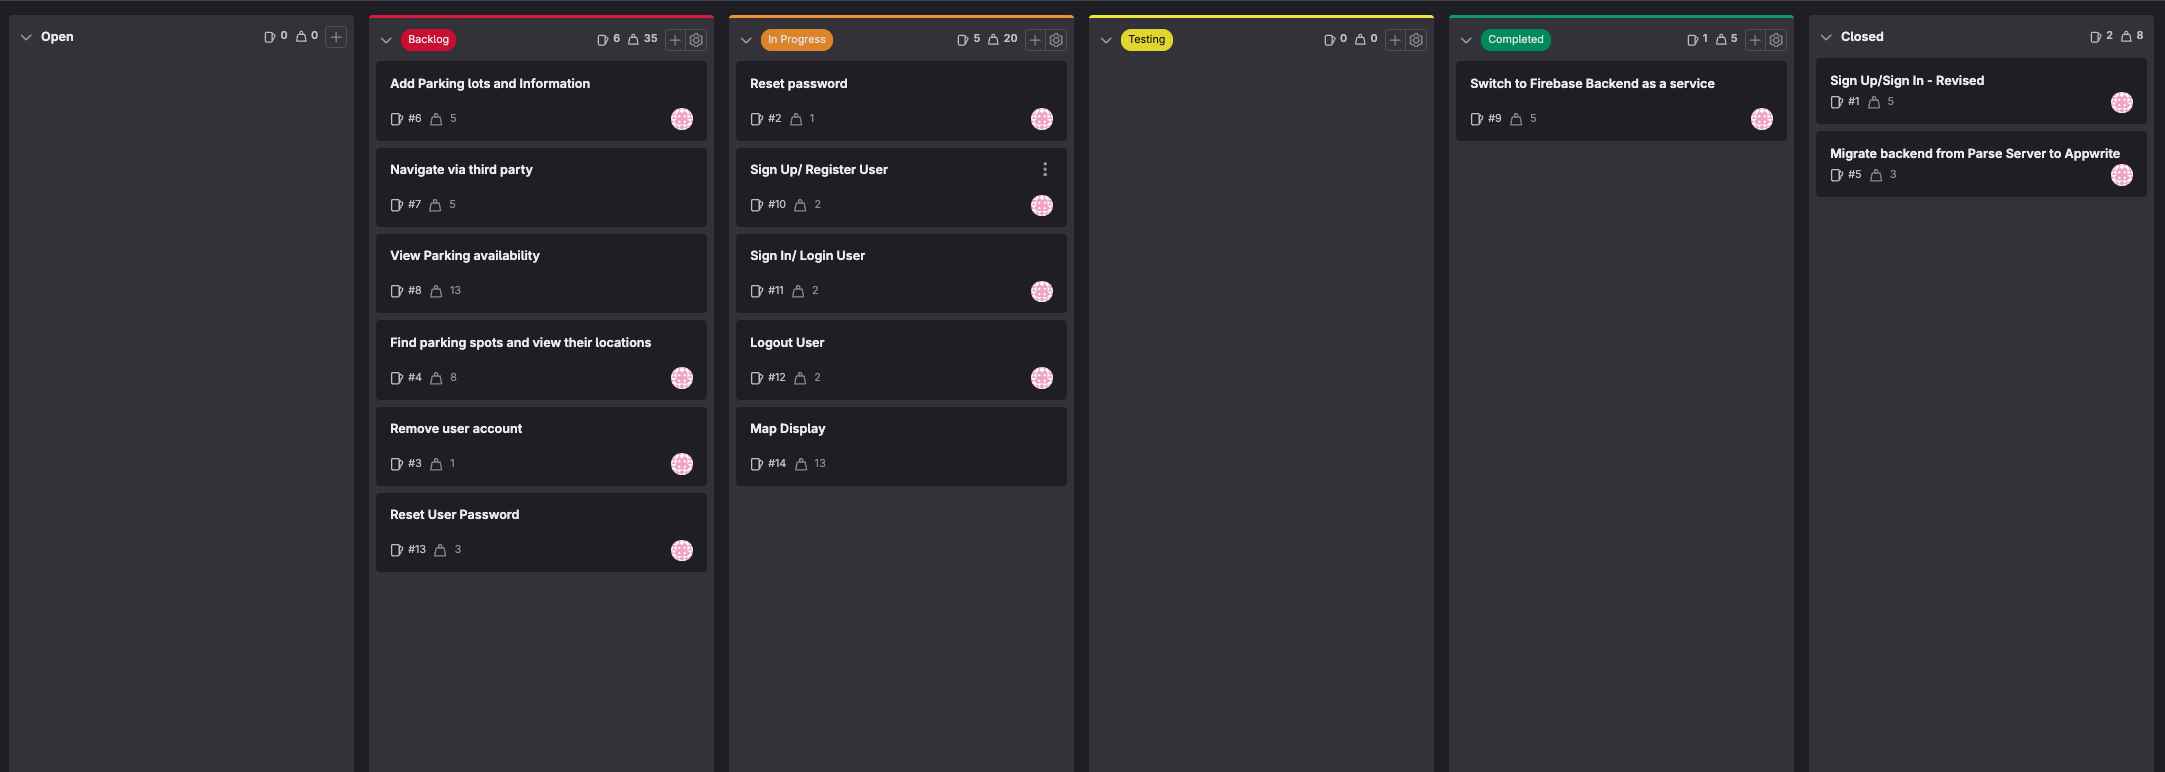 Open 0 0
Backlog 6 35
Add Parking lots and Information
#6 5
Navigate via third party
#7 5
View Parking availability
#8 13
Find parking spots and view their locations
#4 8
Remove user account
#3 1
Reset User Password
#13 3
In Progress 5 20
Reset password
#2 1
Sign Up/ Register User
#10 2
Sign In/ Login User
#11 2
Logout User
#12 2
Map Display
#14 13
Testing 0 0
Completed 1 5
Switch to Firebase Backend as a service
#9 5
Closed 2 8
Sign Up/Sign In - Revised
#1 5
Migrate backend from Parse Server to Appwrite
#5 3